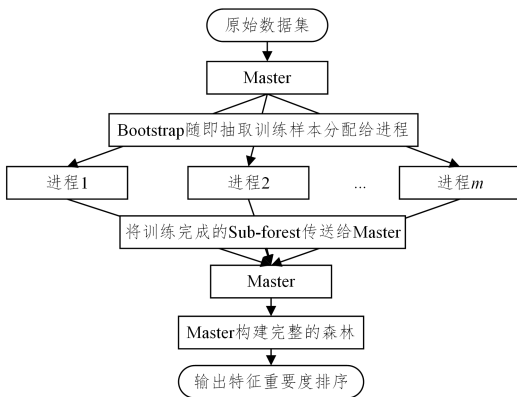 原始数据集
Master
Bootstrap随即抽取训练样本分配给进程
进程1
进程2
...
进程m
将训练完成的Sub-forest传送给Master
Master
Master构建完整的森林
输出特征重要度排序